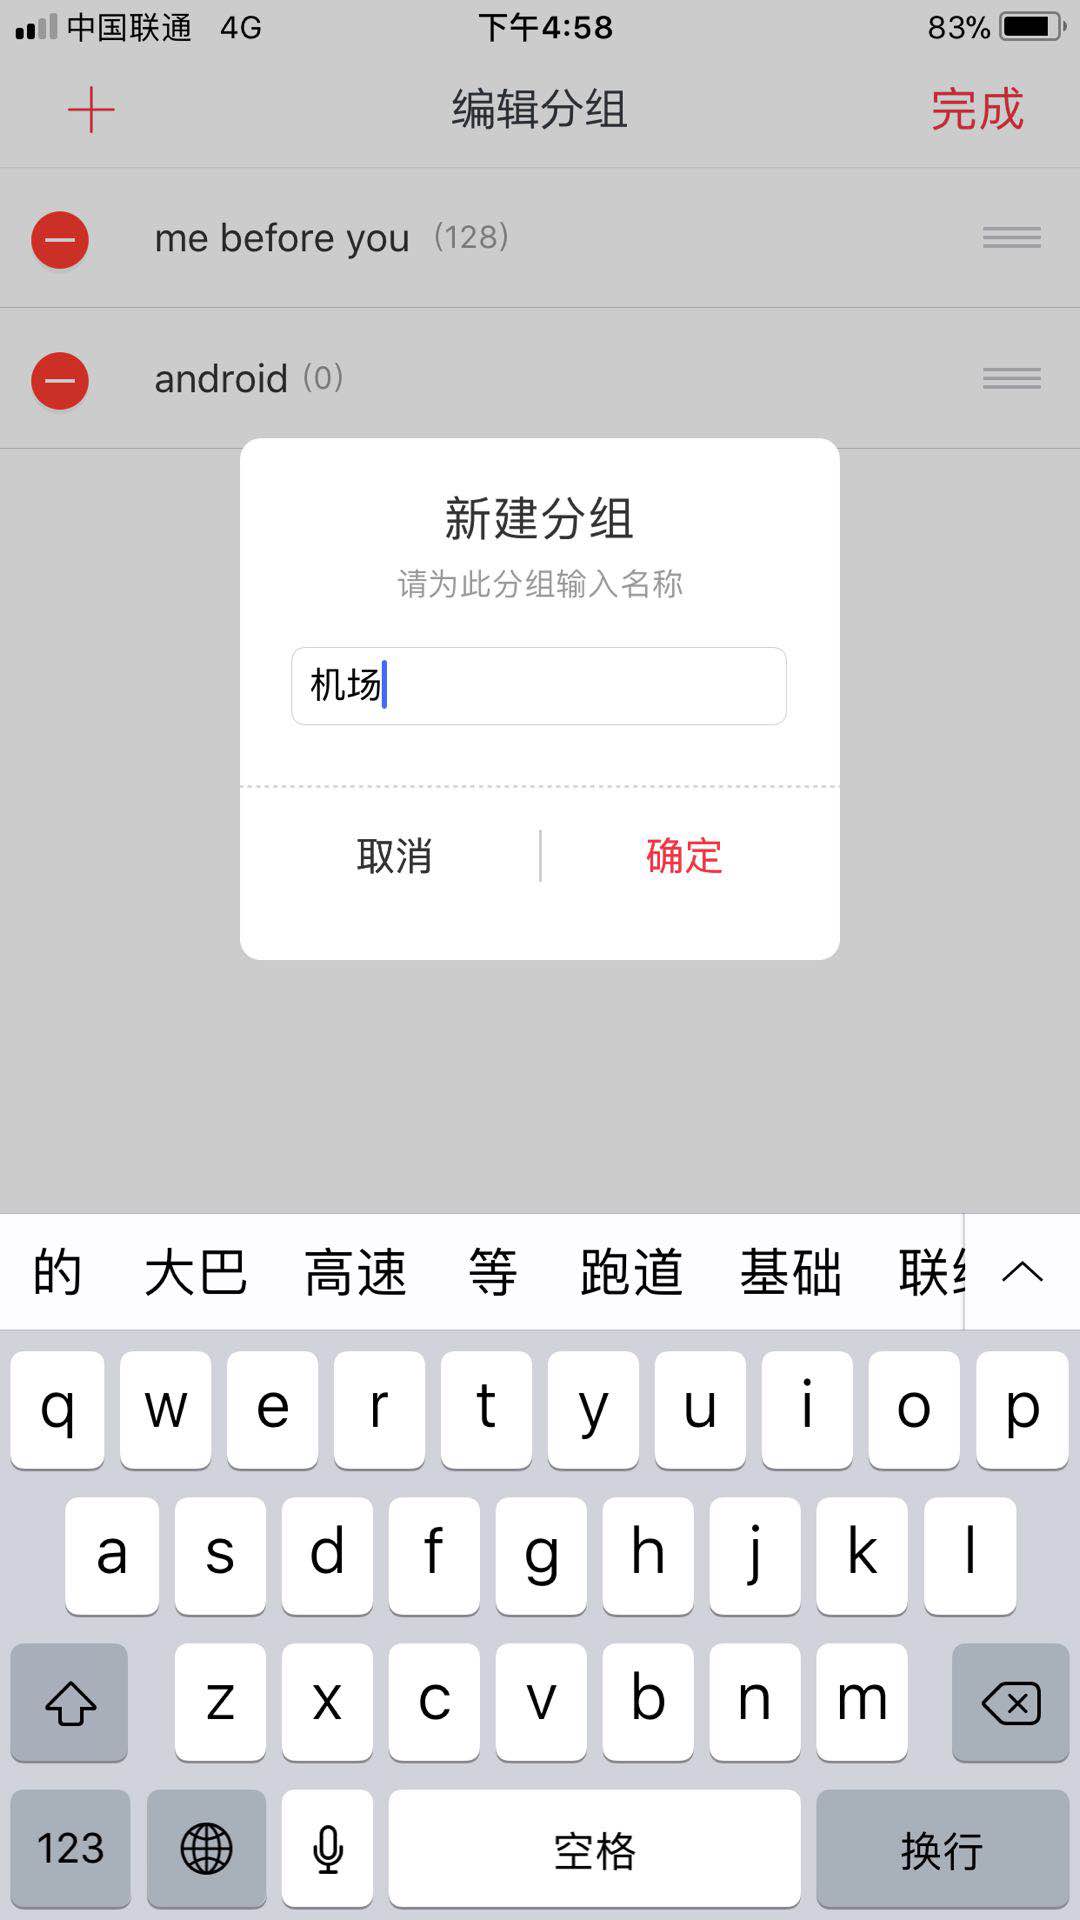 中国联通 4G 下午4:58 83%
编辑分组 完成
me before you (128)
android (0)
新建分组
请为此分组输入名称
机场
取消 确定
的 大巴 高速 等 跑道 基础 联
q w e r t y u i o p
a s d f g h j k l
z x c v b n m
123 空格 换行